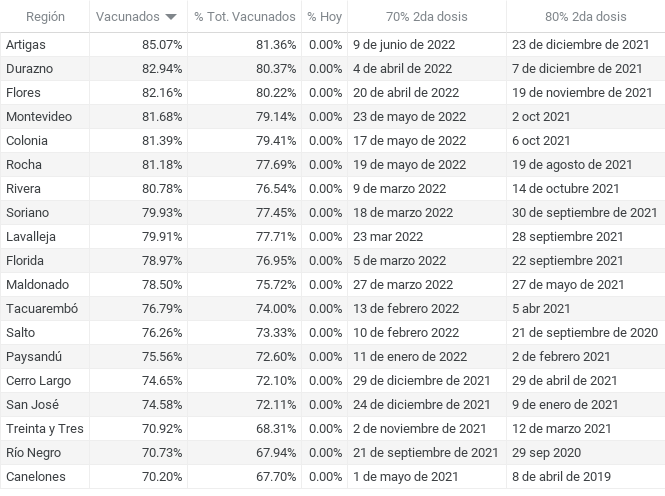 Región Vacunados % Tot. Vacunados % Hoy 70% 2da dosis 80% 2da dosis
Artigas 85.07% 81.36% 0.00% 9 de junio de 2022 23 de diciembre de 2021
Durazno 82.94% 80.37% 0.00% 4 de abril de 2022 7 de diciembre de 2021
Flores 82.16% 80.22% 0.00% 20 de abril de 2022 19 de noviembre de 2021
Montevideo 81.68% 79.14% 0.00% 23 de mayo de 2022 2 oct 2021
Colonia 81.39% 79.41% 0.00% 17 de mayo de 2022 6 oct 2021
Rocha 81.18% 77.69% 0.00% 19 de mayo de 2022 19 de agosto de 2021
Rivera 80.78% 76.54% 0.00% 9 de marzo 2022 14 de octubre 2021
Soriano 79.93% 77.45% 0.00% 18 de marzo 2022 30 de septiembre de 2021
Lavalleja 79.91% 77.71% 0.00% 23 mar 2022 28 septiembre 2021
Florida 78.97% 76.95% 0.00% 5 de marzo de 2022 22 septiembre 2021
Maldonado 78.50% 75.72% 0.00% 27 de marzo 2022 27 de mayo de 2021
Tacuarembó 76.79% 74.00% 0.00% 13 de febrero 2022 5 abr 2021
Salto 76.26% 73.33% 0.00% 10 de febrero 2022 21 de septiembre de 2020
Paysandú 75.56% 72.60% 0.00% 11 de enero de 2022 2 de febrero 2021
Cerro Largo 74.65% 72.10% 0.00% 29 de diciembre de 2021 29 de abril de 2021
San José 74.58% 72.11% 0.00% 24 de diciembre de 2021 9 de enero de 2021
Treinta y Tres 70.92% 68.31% 0.00% 2 de noviembre de 2021 12 de marzo 2021
Río Negro 70.73% 67.94% 0.00% 21 de septiembre de 2021 29 sep 2020
Canelones 70.20% 67.70% 0.00% 1 de mayo de 2021 8 de abril de 2019